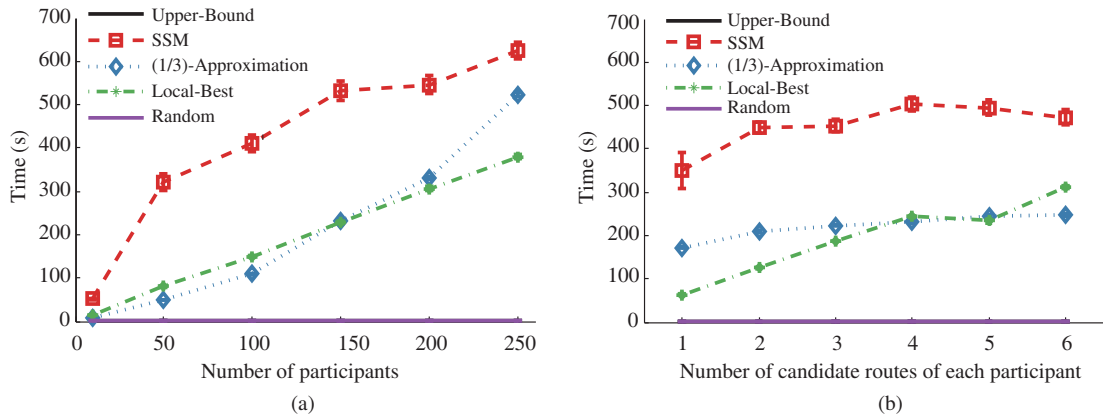 700
600
500
400
300
200
100
0
Time (s)
Upper-Bound
SSM
(1/3)-Approximation
Local-Best
Random
0 50 100 150 200 250
Number of participants
(a)
700
600
500
400
300
200
100
0
Time (s)
Upper-Bound
SSM
(1/3)-Approximation
Local-Best
Random
1 2 3 4 5 6
Number of candidate routes of each participant
(b)